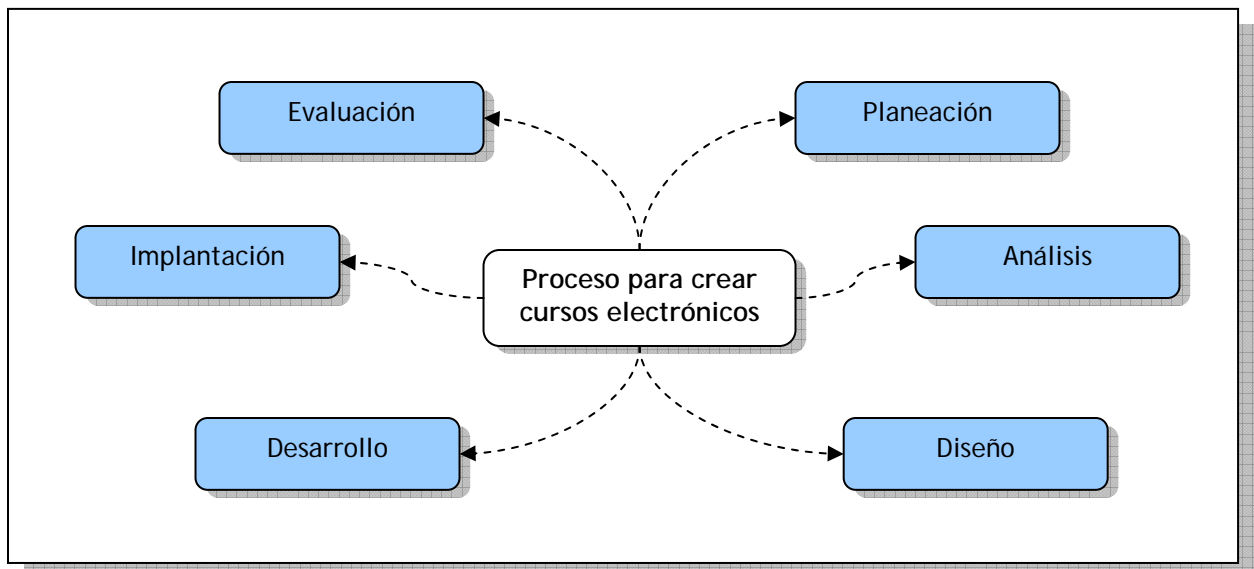 Evaluación
Planeación
Implantación
Proceso para crear
cursos electrónicos
Análisis
Desarrollo
Diseño